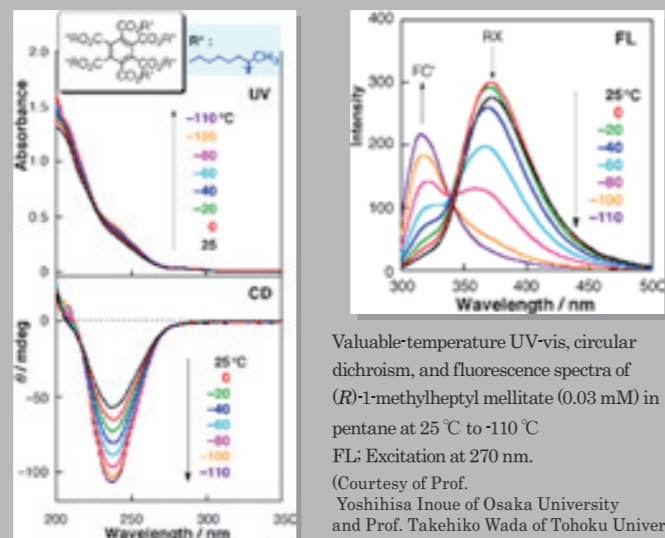 CO₂R* CO₂R*
*RO₂C CO₂R*
*RO₂C CO₂R*
CO₂R*
R* :
CH₃
UV
Absorbance
2.0
1.5
1.0
0.5
0
-110 °C
-100
-80
-60
-40
-20
0
25
CD
θ / mdeg
0
-50
-100
25°C
0
-20
-40
-60
-80
-100
-110
200 250 300 350
Wavelength / nm
FL
Intensity
400
300
200
100
0
FC*
RX
25°C
0
-20
-40
-60
-80
-100
-110
300 350 400 450 500
Wavelength / nm
Valuable-temperature UV-vis, circular
dichroism, and fluorescence spectra of
(R)-1-methylheptyl mellitate (0.03 mM) in
pentane at 25 ℃ to -110 ℃
FL; Excitation at 270 nm.
(Courtesy of Prof.
Yoshihisa Inoue of Osaka University
and Prof. Takehiko Wada of Tohoku Univer